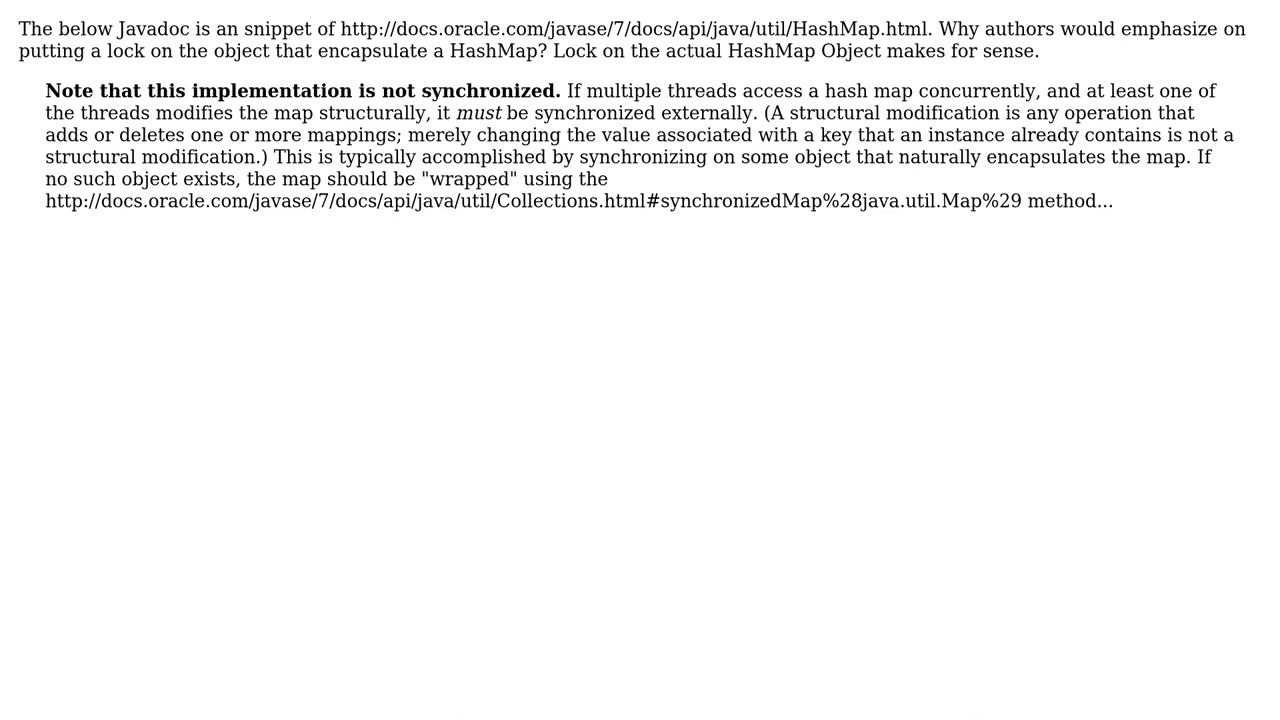 The below Javadoc is an snippet of http://docs.oracle.com/javase/7/docs/api/java/util/HashMap.html. Why authors would emphasize on
putting a lock on the object that encapsulate a HashMap? Lock on the actual HashMap Object makes for sense.
Note that this implementation is not synchronized. If multiple threads access a hash map concurrently, and at least one of
the threads modifies the map structurally, it must be synchronized externally. (A structural modification is any operation that
adds or deletes one or more mappings; merely changing the value associated with a key that an instance already contains is not a
structural modification.) This is typically accomplished by synchronizing on some object that naturally encapsulates the map. If
no such object exists, the map should be "wrapped" using the
http://docs.oracle.com/javase/7/docs/api/java/util/Collections.html#synchronizedMap%28java.util.Map%29 method...